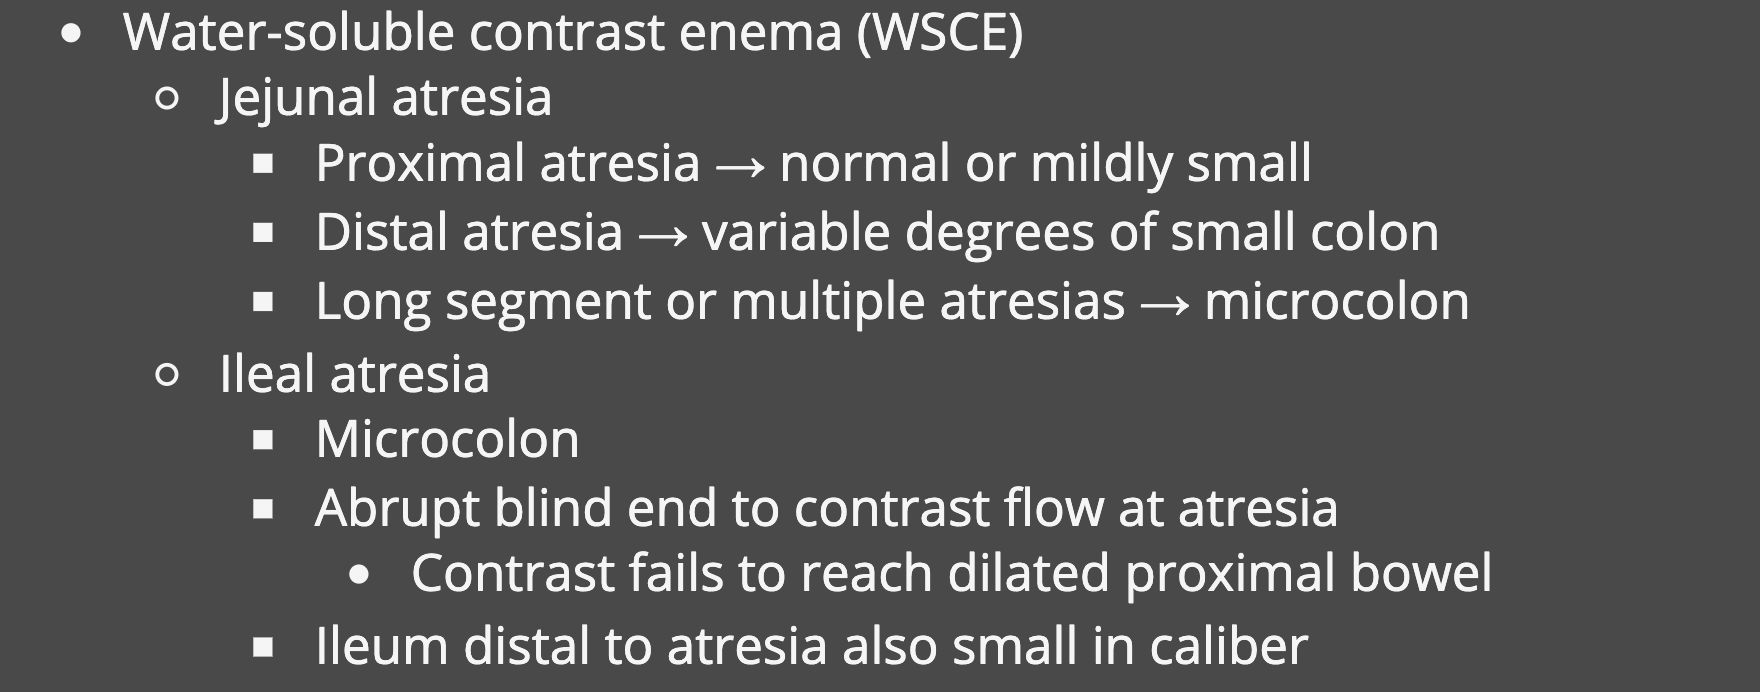 • Water-soluble contrast enema (WSCE)
○ Jejunal atresia
▪ Proximal atresia → normal or mildly small
▪ Distal atresia → variable degrees of small colon
▪ Long segment or multiple atresias → microcolon
○ Ileal atresia
▪ Microcolon
▪ Abrupt blind end to contrast flow at atresia
• Contrast fails to reach dilated proximal bowel
▪ Ileum distal to atresia also small in caliber